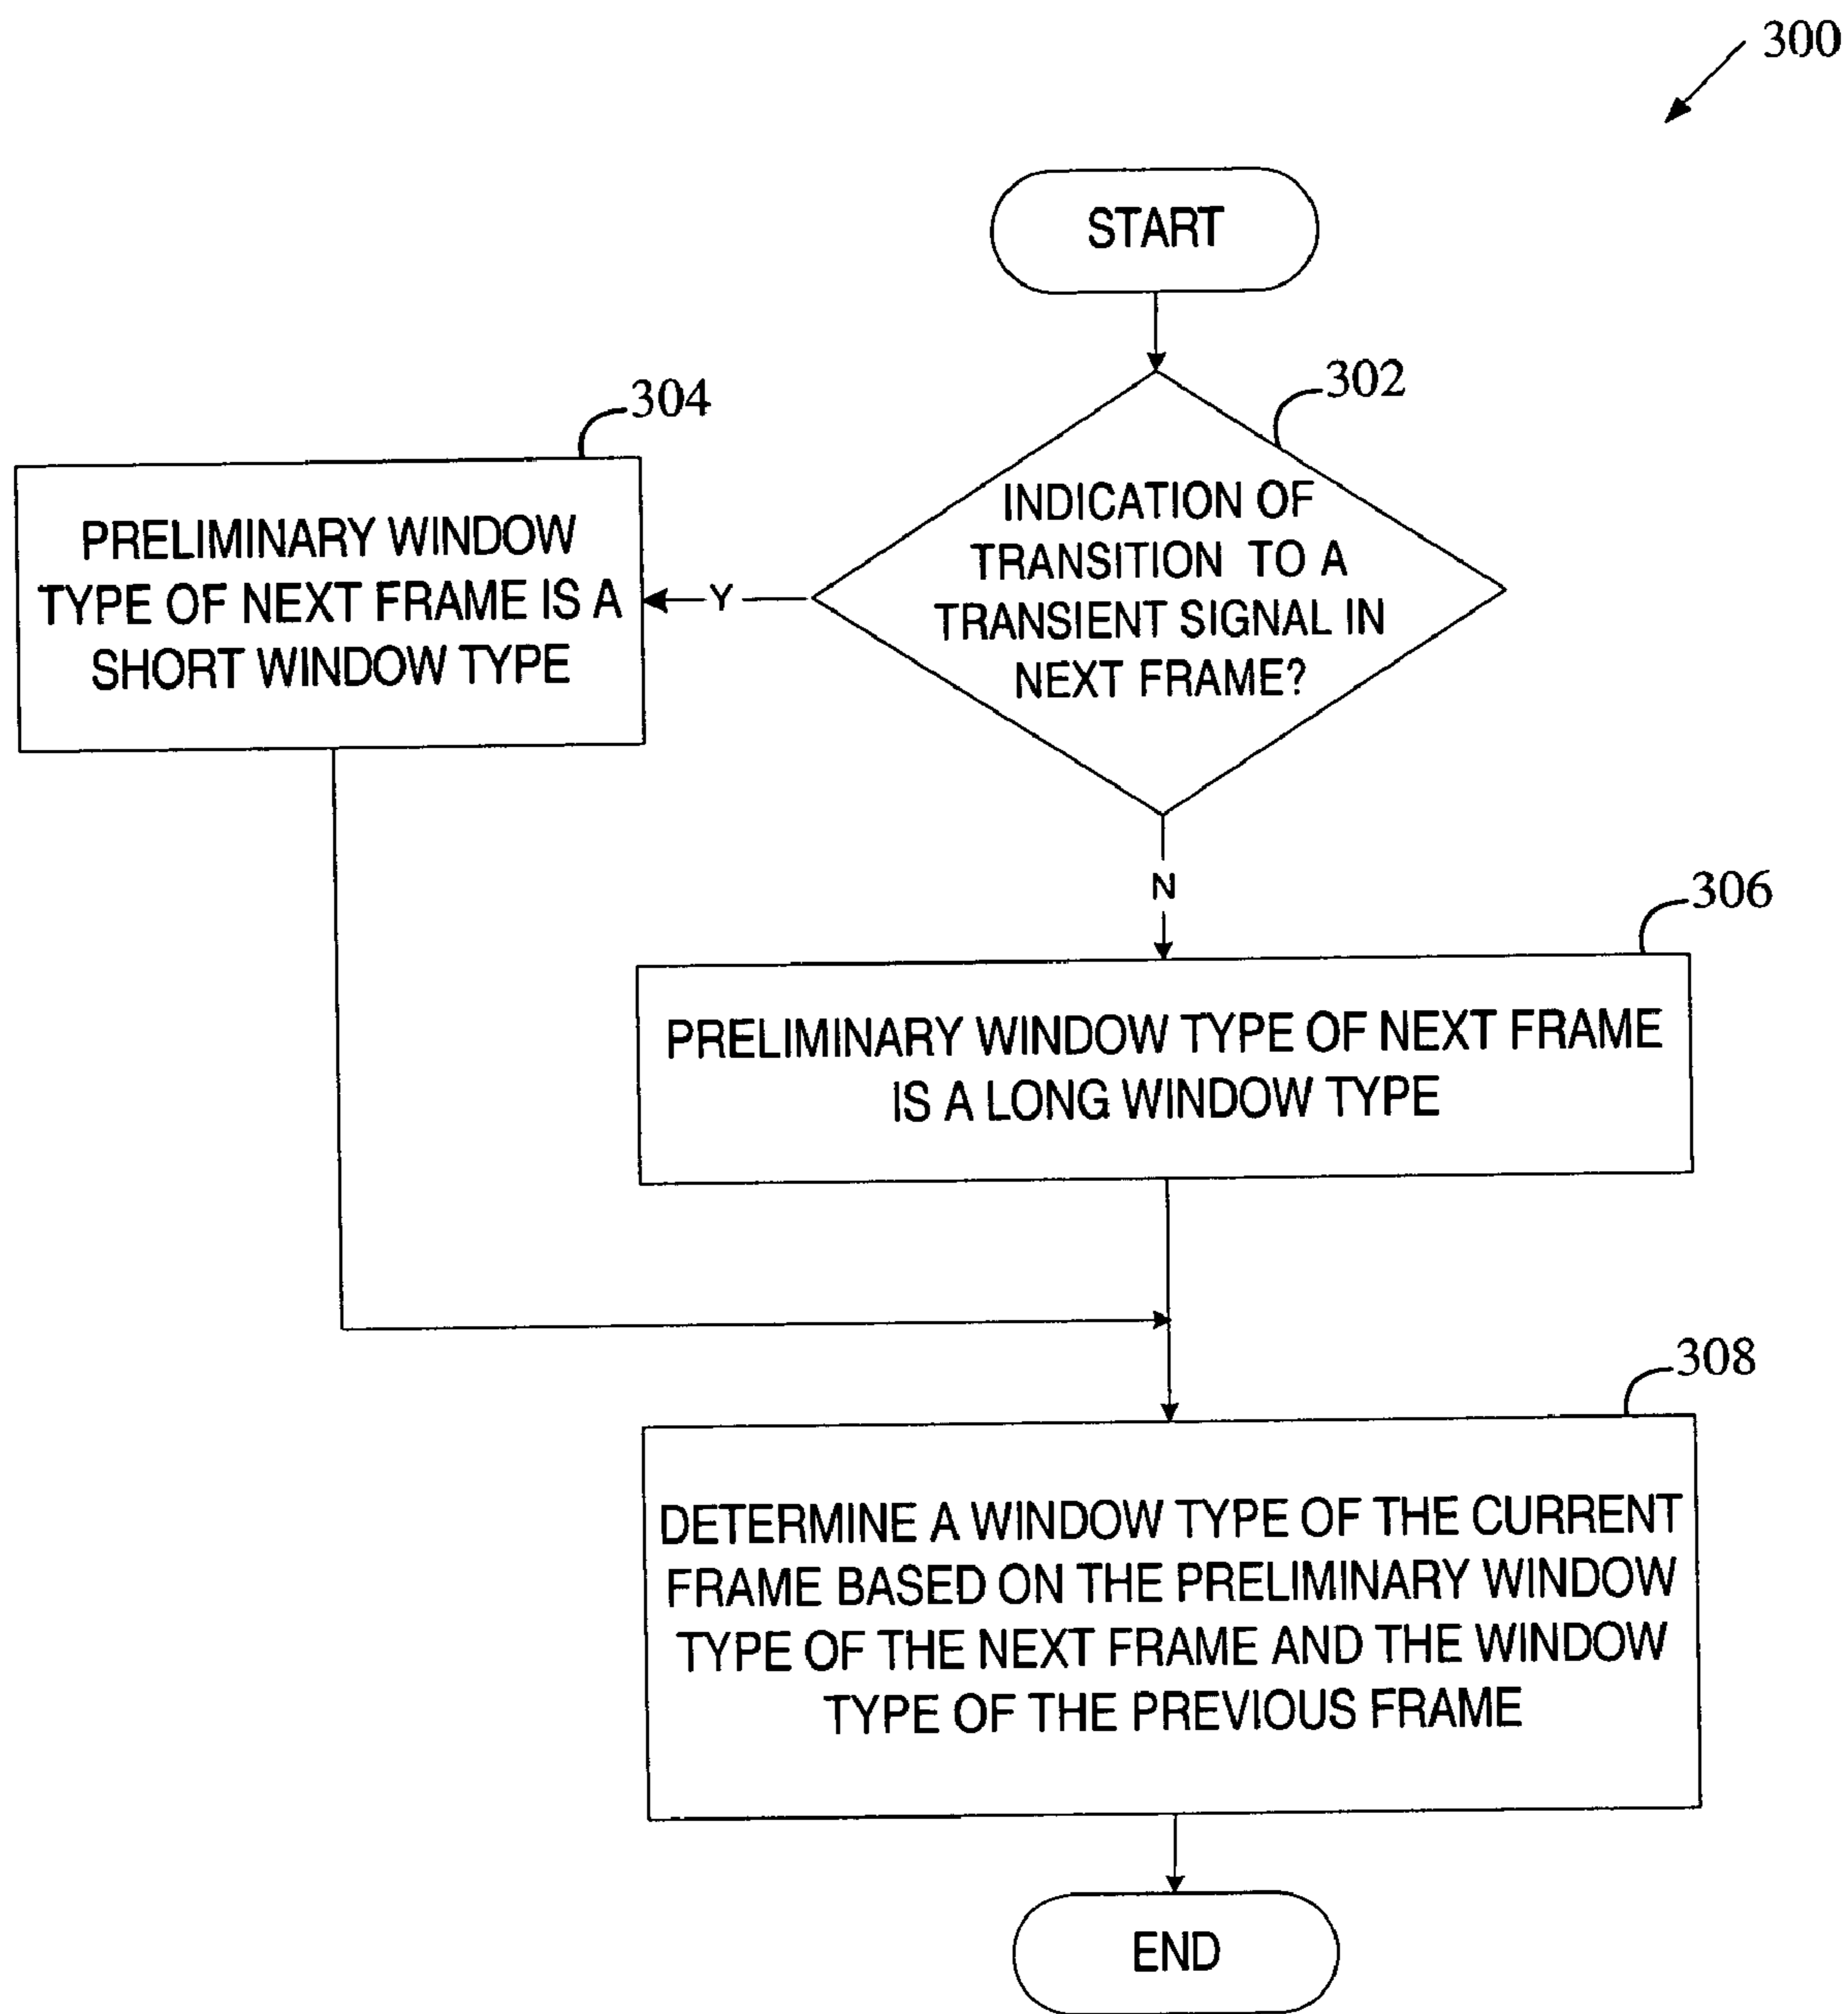 300
START
302
INDICATION OF
TRANSITION TO A
TRANSIENT SIGNAL IN
NEXT FRAME?
Y
304
PRELIMINARY WINDOW
TYPE OF NEXT FRAME IS A
SHORT WINDOW TYPE
N
306
PRELIMINARY WINDOW TYPE OF NEXT FRAME
IS A LONG WINDOW TYPE
308
DETERMINE A WINDOW TYPE OF THE CURRENT
FRAME BASED ON THE PRELIMINARY WINDOW
TYPE OF THE NEXT FRAME AND THE WINDOW
TYPE OF THE PREVIOUS FRAME
END